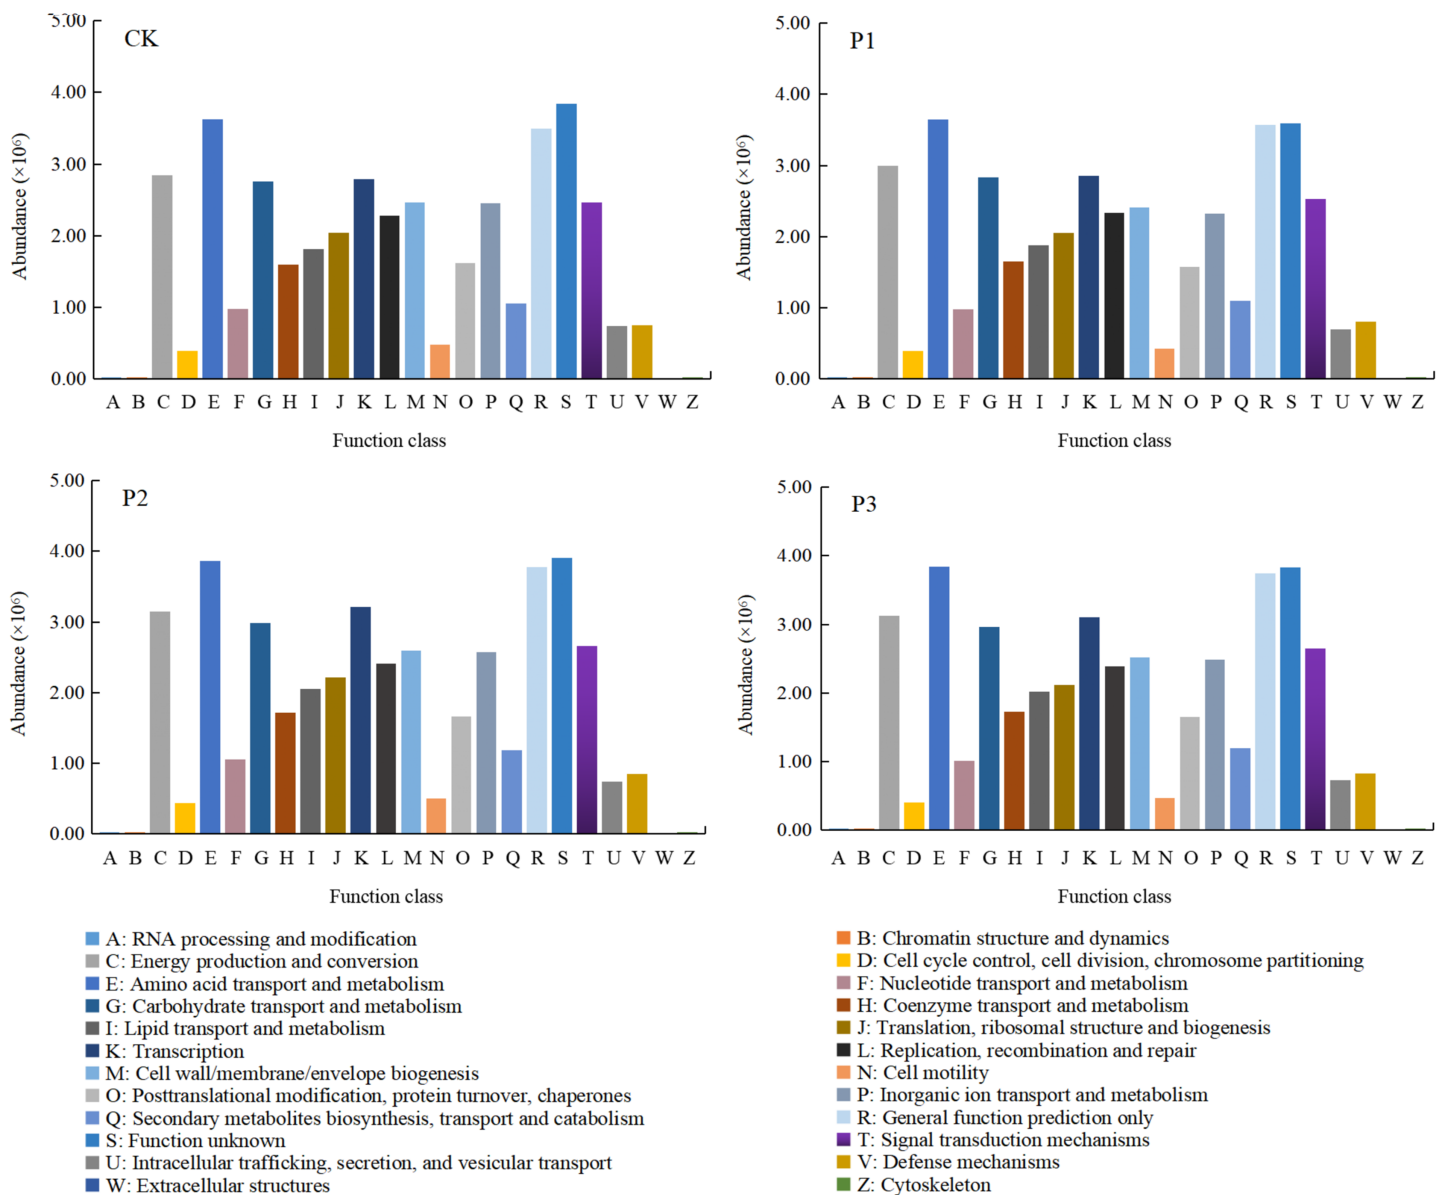 CK
5.00
4.00
3.00
2.00
1.00
0.00
Abundance (×10⁶)
A B C D E F G H I J K L M N O P Q R S T U V W Z
Function class
P1
5.00
4.00
3.00
2.00
1.00
0.00
Abundance (×10⁶)
A B C D E F G H I J K L M N O P Q R S T U V W Z
Function class
P2
5.00
4.00
3.00
2.00
1.00
0.00
Abundance (×10⁶)
A B C D E F G H I J K L M N O P Q R S T U V W Z
Function class
P3
5.00
4.00
3.00
2.00
1.00
0.00
Abundance (×10⁶)
A B C D E F G H I J K L M N O P Q R S T U V W Z
Function class
A: RNA processing and modification
B: Chromatin structure and dynamics
C: Energy production and conversion
D: Cell cycle control, cell division, chromosome partitioning
E: Amino acid transport and metabolism
F: Nucleotide transport and metabolism
G: Carbohydrate transport and metabolism
H: Coenzyme transport and metabolism
I: Lipid transport and metabolism
J: Translation, ribosomal structure and biogenesis
K: Transcription
L: Replication, recombination and repair
M: Cell wall/membrane/envelope biogenesis
N: Cell motility
O: Posttranslational modification, protein turnover, chaperones
P: Inorganic ion transport and metabolism
Q: Secondary metabolites biosynthesis, transport and catabolism
R: General function prediction only
S: Function unknown
T: Signal transduction mechanisms
U: Intracellular trafficking, secretion, and vesicular transport
V: Defense mechanisms
W: Extracellular structures
Z: Cytoskeleton